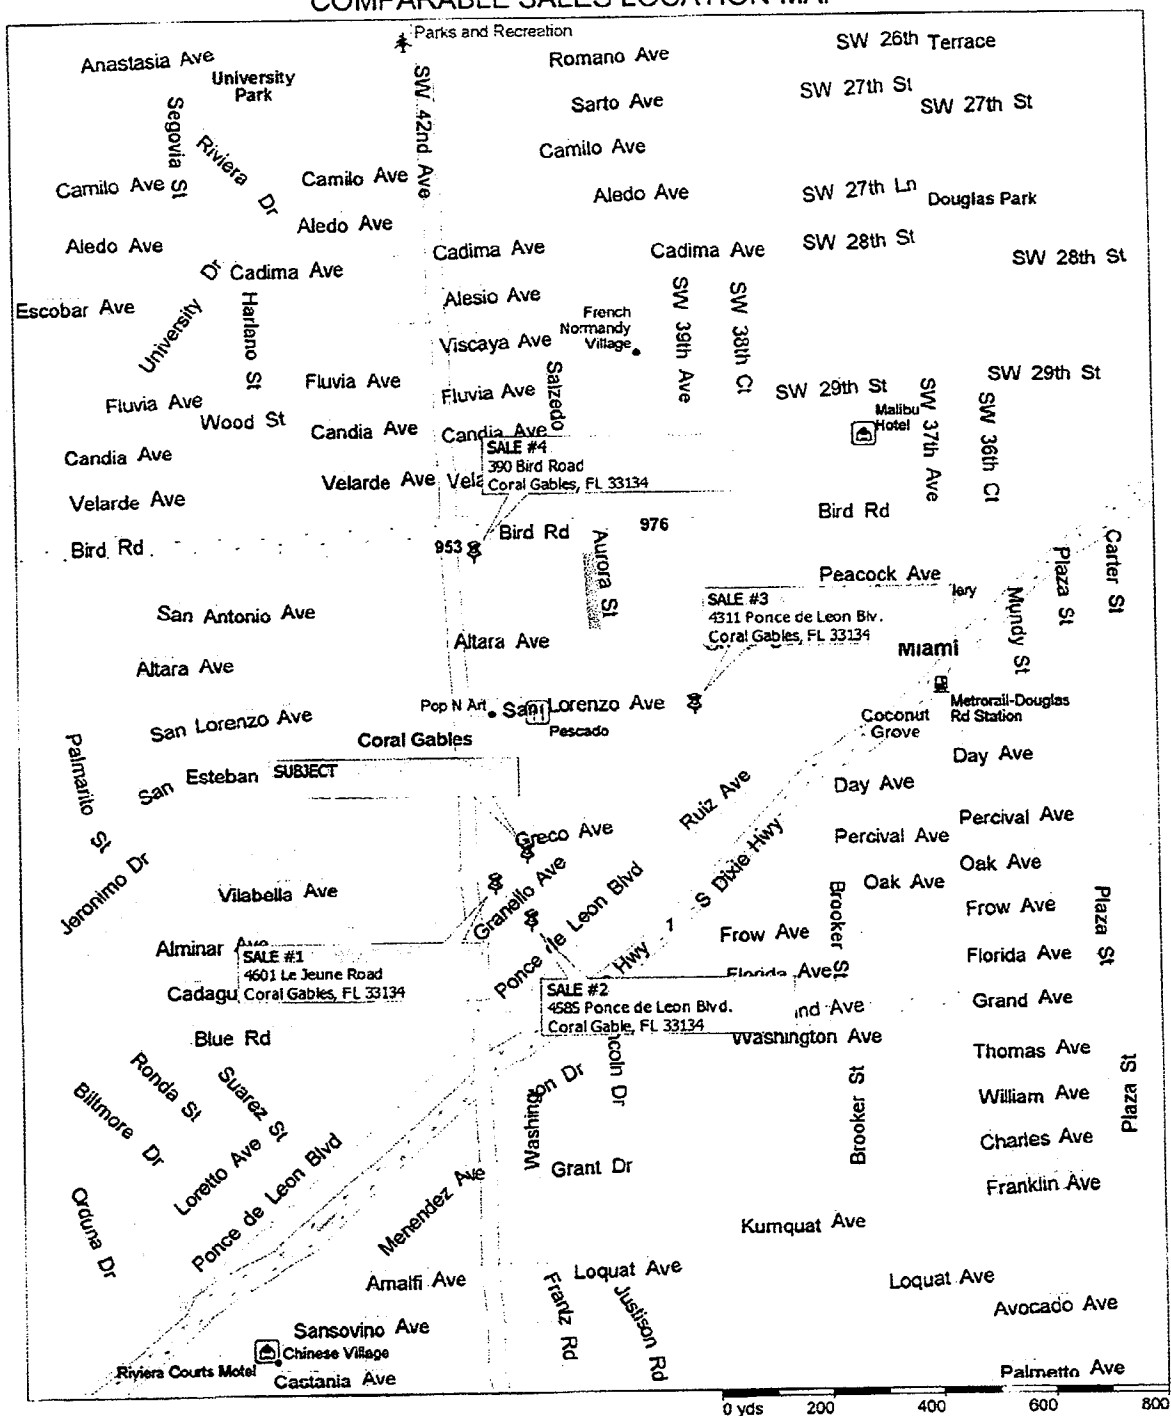 COMPARABLE SALES LOCATION MAP
Parks and Recreation
Anastasia Ave
Romano Ave
SW 26th Terrace
University
Park
SW 42nd Ave
SW 27th St
SW 27th St
Segovia St
Sarto Ave
Riviera Dr
Camilo Ave
Camilo Ave
Camilo Ave
Aledo Ave
SW 27th Ln
Douglas Park
Aledo Ave
Aledo Ave
Cadima Ave
Cadima Ave
SW 28th St
SW 28th St
University Dr
Cadima Ave
Escobar Ave
Harlano St
Alesio Ave
SW 39th Ave
SW 38th Ct
French
Normandy
Village
Viscaya Ave
Salzedo
Fluvia Ave
Fluvia Ave
Fluvia Ave
SW 29th St
SW 29th St
SW 37th Ave
SW 36th Ct
Malibu
Hotel
Wood St
Candia Ave
Candia Ave
Candia Ave
SALE #4
390 Bird Road
Coral Gables, FL 33134
Velarde Ave
Vela
Velarde Ave
Bird Rd
953
Bird Rd
976
Bird Rd
Aurora St
Peacock Ave
Plaza St
Carter St
Mundy St
lery
SALE #3
4311 Ponce de Leon Blv.
Coral Gables, FL 33134
San Antonio Ave
Altara Ave
Altara Ave
Miami
Metrorail-Douglas
Rd Station
Pop N Art
San Lorenzo Ave
Pescado
San Lorenzo Ave
Coconut
Grove
Coral Gables
Palmarito St
San Esteban
SUBJECT
Day Ave
Day Ave
Ruiz Ave
Greco Ave
Percival Ave
Percival Ave
Jeronimo Dr
Vilabella Ave
Granello Ave
Ponce de Leon Blvd
1
S Dixie Hwy
Oak Ave
Oak Ave
Brooker St
Frow Ave
Frow Ave
Plaza St
Alminar Ave
SALE #1
4601 Le Jeune Road
Coral Gables, FL 33134
Hwy
Florida Ave
Florida Ave
Cadagu
SALE #2
4585 Ponce de Leon Blvd.
Coral Gable, FL 33134
nd Ave
Grand Ave
Blue Rd
Washington Ave
Thomas Ave
Ronda St
Suarez St
Biltmore Dr
Washing
on Dr
coln Dr
Brooker St
William Ave
Plaza St
Charles Ave
Loretto Ave
Ponce de Leon Blvd
Grant Dr
Franklin Ave
Orduna Dr
Menendez Ave
Kumquat Ave
Amalfi Ave
Loquat Ave
Loquat Ave
Frantz Rd
Justison Rd
Avocado Ave
Sansovino Ave
Chinese Village
Riviera Courts Motel
Castania Ave
Palmetto Ave
0 yds 200 400 600 800